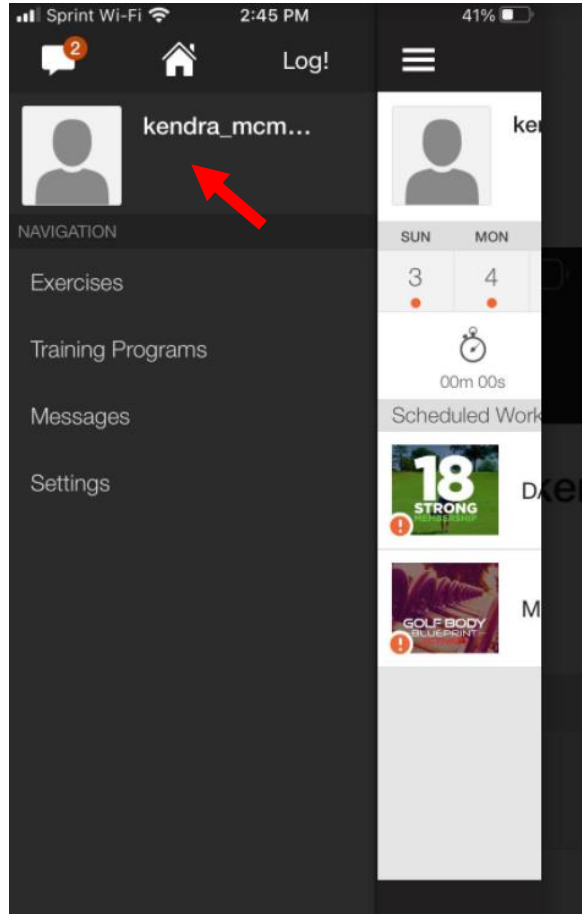 Sprint Wi-Fi 2:45 PM 41%
2 Log!
kendra_mcm...
NAVIGATION
Exercises
Training Programs
Messages
Settings
ke
SUN MON
3 4
00m 00s
Scheduled Work
18
STRONG
MEMBERSHIP
D
GOLF BODY
BLUEPRINT
M